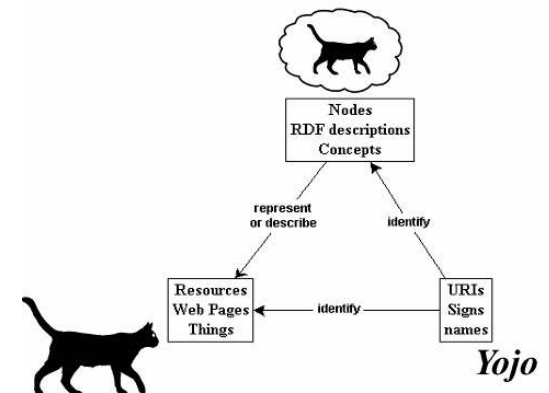 Nodes
RDF descriptions
Concepts
represent
or describe
identify
Resources
Web Pages
Things
identify
URIs
Signs
names
Yojo